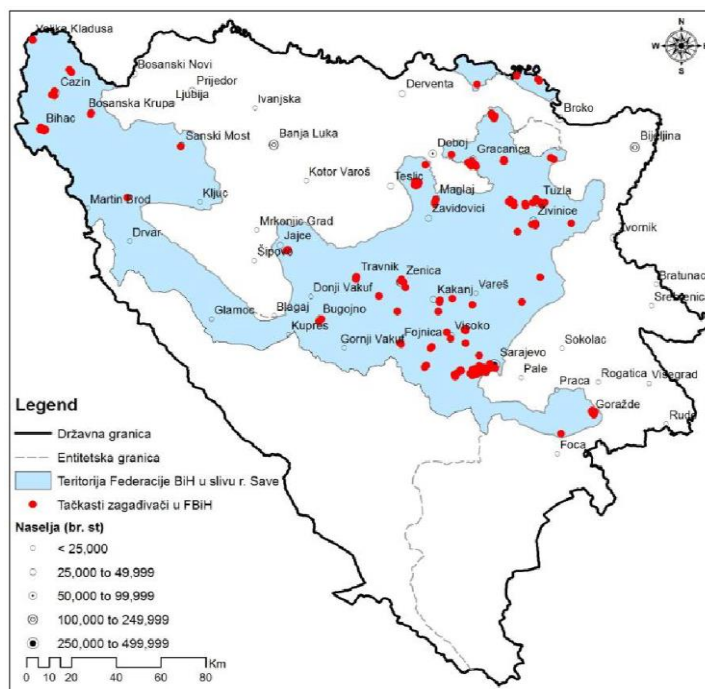 N
W E
S
Velika Kladusa
Bosanski Novi
Cazin
Prijedor
Ljubija
Bosanska Krupa
Ivanjska
Derventa
Brcko
Bihac
Sanski Most
Banja Luka
Doboj
Gracanica
Bijeljina
Kotor Varoš
Teslic
Maglaj
Tuzla
Martin Brod
Kljuc
Zavidovici
Zivinice
Mrkonjic Grad
Drvar
Jajce
Zvornik
Šipovo
Travnik
Zenica
Donji Vakuf
Kakanj
Vareš
Bratunac
Srebrenica
Glamoc
Blagaj
Bugojno
Kupres
Fojnica
Visoko
Gornji Vakuf
Sarajevo
Sokolac
Pale
Rogatica
Višegrad
Praca
Goražde
Rudo
Foca
Legend
Državna granica
Entitetska granica
Teritorija Federacije BiH u slivu r. Save
Tačkasti zagađivači u FBiH
Naselja (br. st)
< 25,000
25,000 to 49,999
50,000 to 99,999
100,000 to 249,999
250,000 to 499,999
Km
0 10 20 40 60 80